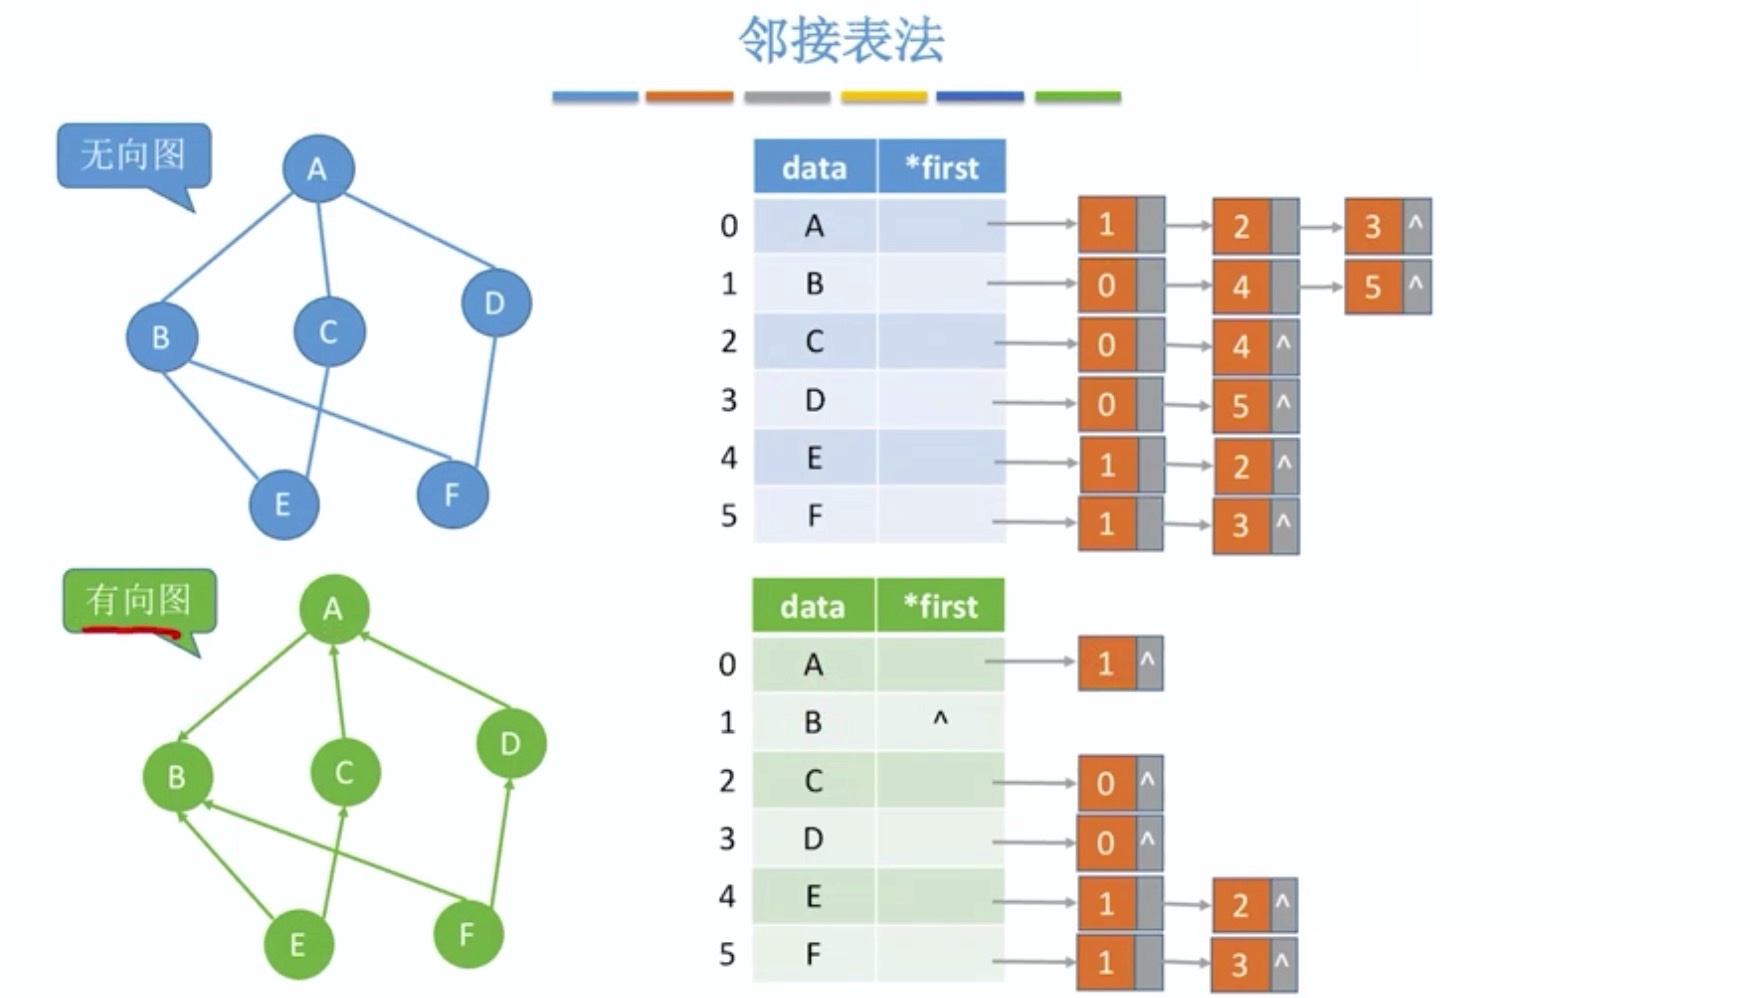 邻接表法
无向图
A
B
C
D
E
F
data *first
0 A 1 2 3 ^
1 B 0 4 5 ^
2 C 0 4 ^
3 D 0 5 ^
4 E 1 2 ^
5 F 1 3 ^
有向图
A
B
C
D
E
F
data *first
0 A 1 ^
1 B ^
2 C 0 ^
3 D 0 ^
4 E 1 2 ^
5 F 1 3 ^